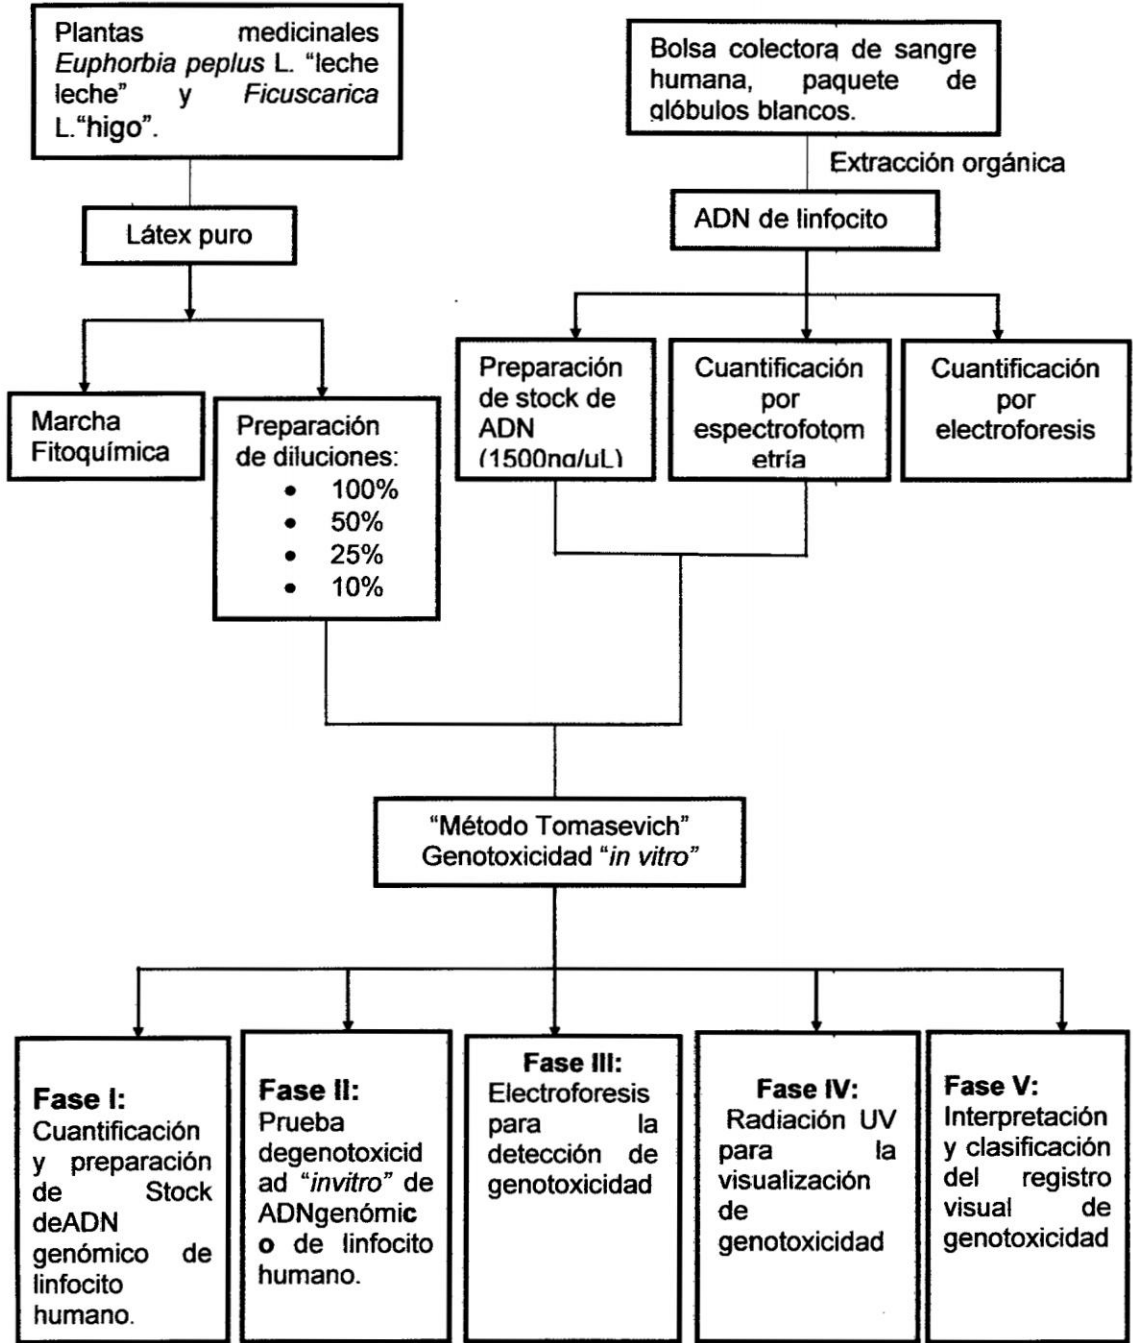 Plantas medicinales
Euphorbia peplus L. “leche
leche” y Ficuscarica
L.“higo”.
Bolsa colectora de sangre
humana, paquete de
glóbulos blancos.
Extracción orgánica
Látex puro
ADN de linfocito
Marcha
Fitoquímica
Preparación
de diluciones:
• 100%
• 50%
• 25%
• 10%
Preparación
de stock de
ADN
(1500ng/uL)
Cuantificación
por
espectrofotom
etría
Cuantificación
por
electroforesis
“Método Tomasevich”
Genotoxicidad “in vitro”
Fase I:
Cuantificación
y preparación
de Stock
deADN
genómico de
linfocito
humano.
Fase II:
Prueba
degenotoxicid
ad “invitro” de
ADNgenómic
o de linfocito
humano.
Fase III:
Electroforesis
para la
detección de
genotoxicidad
Fase IV:
Radiación UV
para la
visualización
de
genotoxicidad
Fase V:
Interpretación
y clasificación
del registro
visual de
genotoxicidad